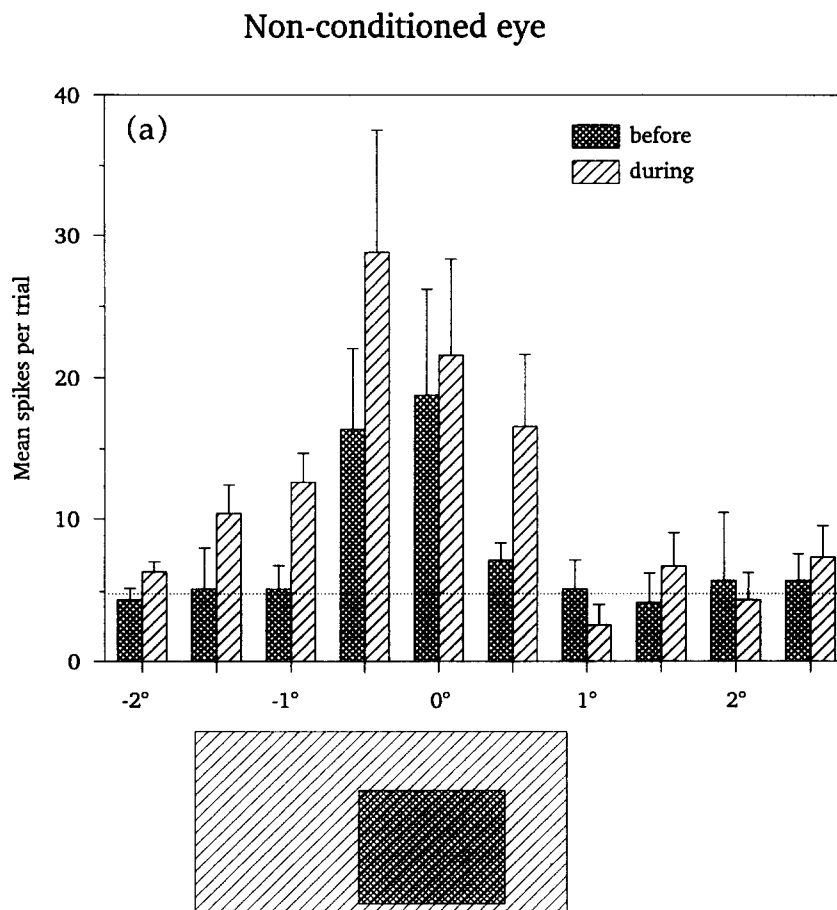 Non-conditioned eye
40
(a)
before
during
30
20
10
0
Mean spikes per trial
-2° -1° 0° 1° 2°